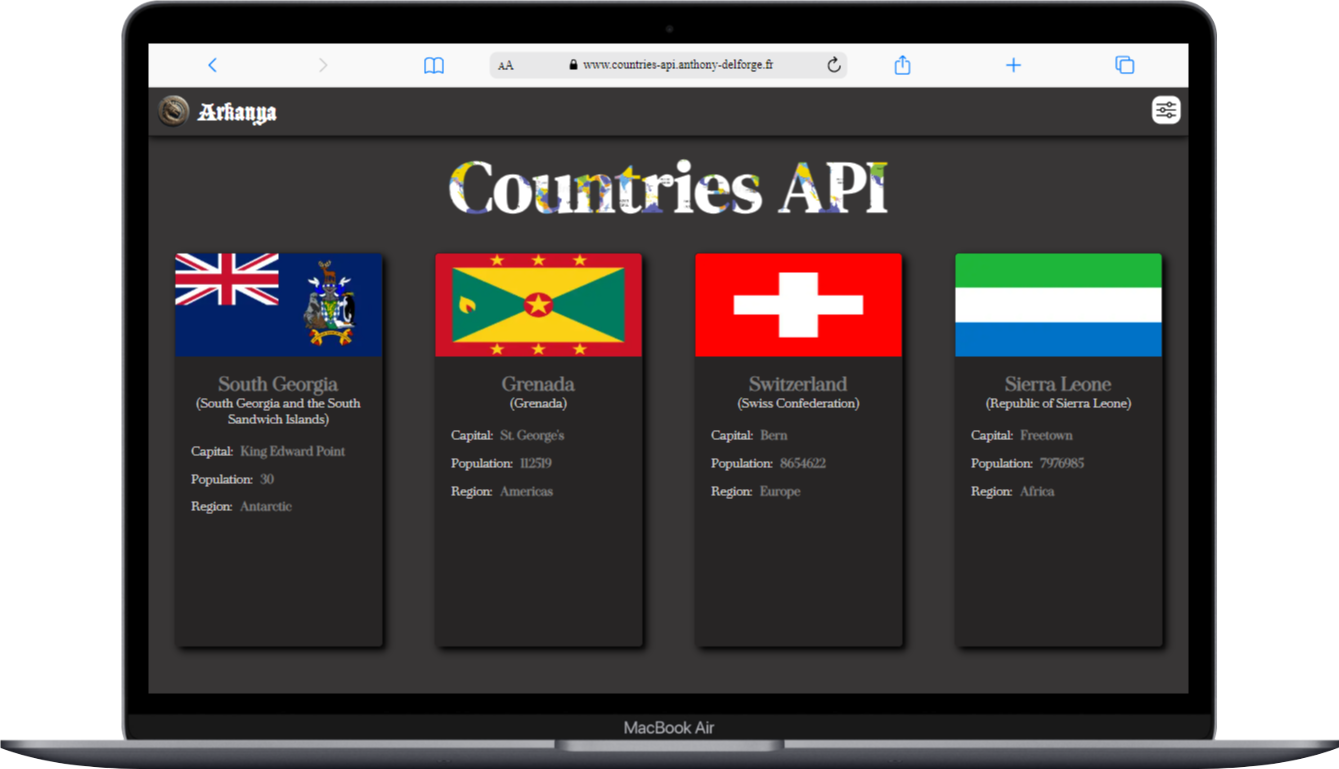 AA www.countries-api.anthony-delforge.fr
Arkanya
Countries API
South Georgia
(South Georgia and the South
Sandwich Islands)
Capital: King Edward Point
Population: 30
Region: Antarctic
Grenada
(Grenada)
Capital: St. George's
Population: 112519
Region: Americas
Switzerland
(Swiss Confederation)
Capital: Bern
Population: 8654622
Region: Europe
Sierra Leone
(Republic of Sierra Leone)
Capital: Freetown
Population: 7976985
Region: Africa
MacBook Air